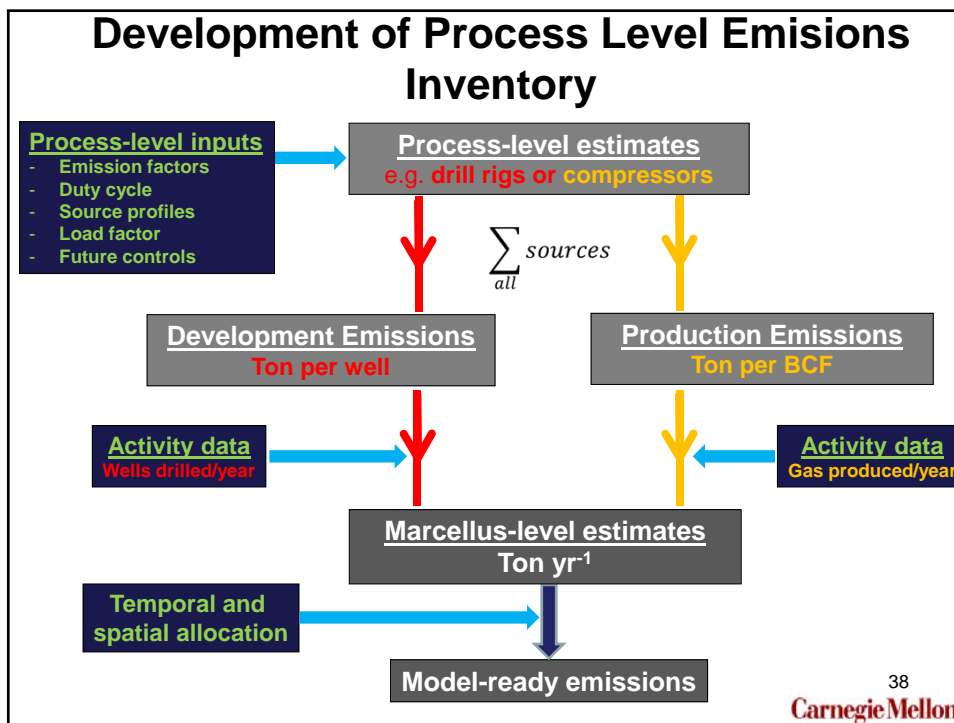 Development of Process Level Emisions
Inventory
Process-level inputs
- Emission factors
- Duty cycle
- Source profiles
- Load factor
- Future controls
Process-level estimates
e.g. drill rigs or compressors
∑ sources
all
Development Emissions
Ton per well
Production Emissions
Ton per BCF
Activity data
Wells drilled/year
Activity data
Gas produced/year
Marcellus-level estimates
Ton yr⁻¹
Temporal and
spatial allocation
Model-ready emissions
38
Carnegie Mellon